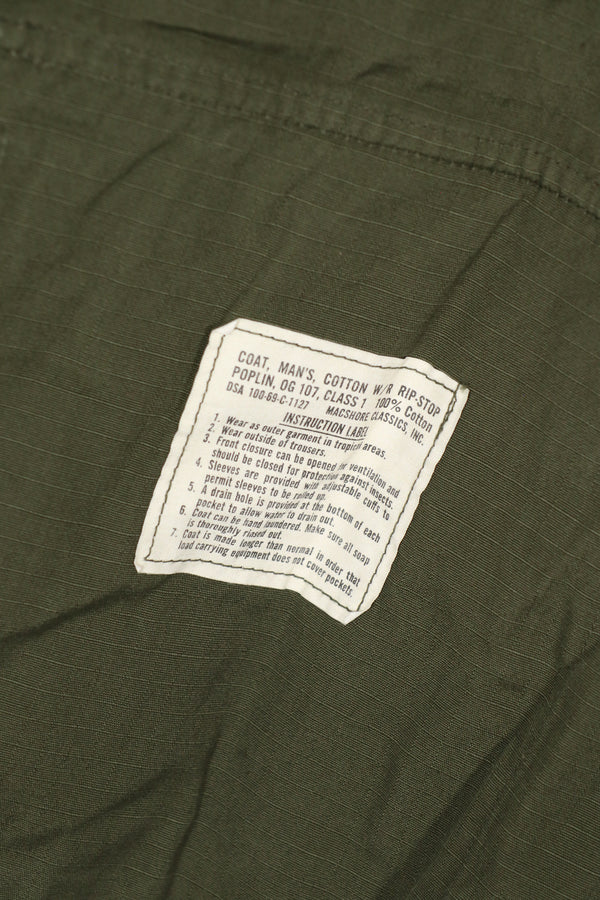 COAT, MAN'S, COTTON W/R RIP-STOP
POPLIN, OG 107, CLASS 1 100% Cotton
DSA 100-69-C-1127 MACSHORE CLASSICS, INC.
INSTRUCTION LABEL
1. Wear as outer garment in tropical areas.
2. Wear outside of trousers.
3. Front closure can be opened for ventilation and
should be closed for protection against insects.
4. Sleeves are provided with adjustable cuffs to
permit sleeves to be rolled up.
5. A drain hole is provided at the bottom of each
pocket to allow water to drain out.
6. Coat can be hand laundered. Make sure all soap
is thoroughly rinsed out.
7. Coat is made longer than normal in order that
load carrying equipment does not cover pockets.